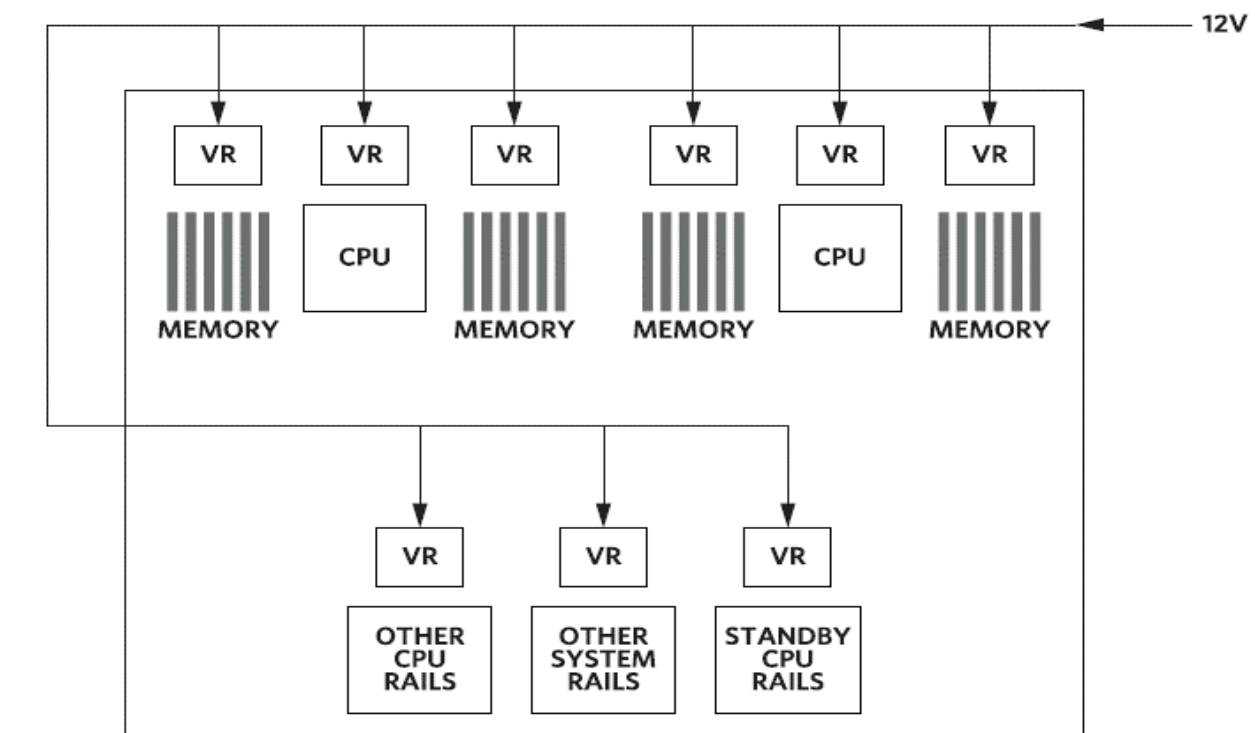 12V
VR
VR
VR
VR
VR
VR
CPU
CPU
MEMORY
MEMORY
MEMORY
MEMORY
VR
VR
VR
OTHER
CPU
RAILS
OTHER
SYSTEM
RAILS
STANDBY
CPU
RAILS